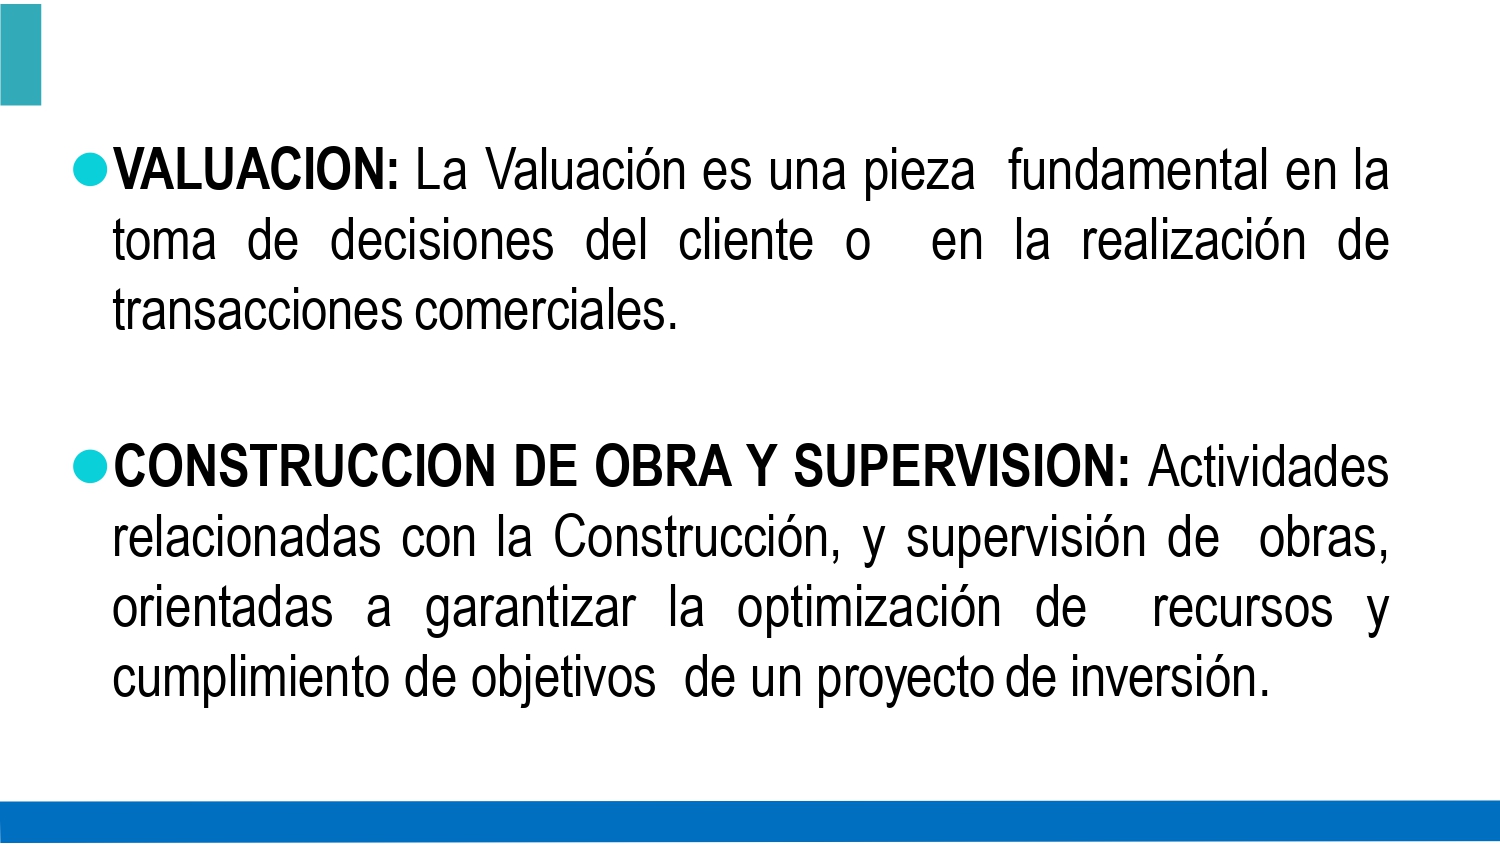 VALUACION: La Valuación es una pieza fundamental en la
toma de decisiones del cliente o en la realización de
transacciones comerciales.
CONSTRUCCION DE OBRA Y SUPERVISION: Actividades
relacionadas con la Construcción, y supervisión de obras,
orientadas a garantizar la optimización de recursos y
cumplimiento de objetivos de un proyecto de inversión.